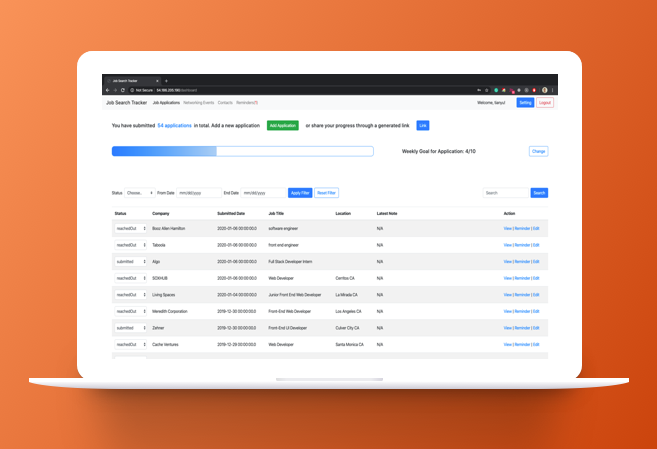 Job Search Tracker
Not Secure
/dashboard
Job Search Tracker Job Applications Networking Events Contacts Reminders Welcome, Sanyu! Setting Logout
You have submitted 54 applications in total. Add a new application Add Application or share your progress through a generated link Link
Weekly Goal for Application: 4/10 Change
Status Choose... From Date mm/dd/yyyy End Date mm/dd/yyyy Apply Filter Reset Filter Search Search
Status Company Submitted Date Job Title Location Latest Note Action
reachedOut Booz Allen Hamilton 2020-01-06 00:00:00.0 software engineer N/A View | Reminder | Edit
reachedOut Taboola 2020-01-06 00:00:00.0 front end engineer N/A View | Reminder | Edit
submitted Algo 2020-01-06 00:00:00.0 Full Stack Developer Intern N/A View | Reminder | Edit
reachedOut SOXHUB 2020-01-06 00:00:00.0 Web Developer Cerritos CA N/A View | Reminder | Edit
reachedOut Living Spaces 2020-01-04 00:00:00.0 Junior Front End Web Developer La Mirada CA N/A View | Reminder | Edit
reachedOut Meredith Corporation 2019-12-30 00:00:00.0 Front-End Web Developer Los Angeles CA N/A View | Reminder | Edit
submitted Zehner 2019-12-30 00:00:00.0 Front-End UI Developer Culver City CA N/A View | Reminder | Edit
reachedOut Cache Ventures 2019-12-29 00:00:00.0 Web Developer Santa Monica CA N/A View | Reminder | Edit